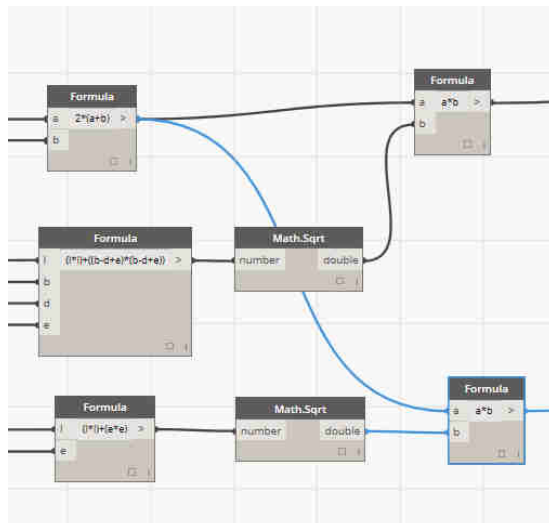 Formula
a 2*(a+b) >
b
Formula
a a*b >
b
Formula
l (l*l)+((b-d+e)*(b-d+e)) >
b
d
e
Math.Sqrt
number double
Formula
l (l*l)+(e*e) >
e
Math.Sqrt
number double
Formula
a a*b >
b